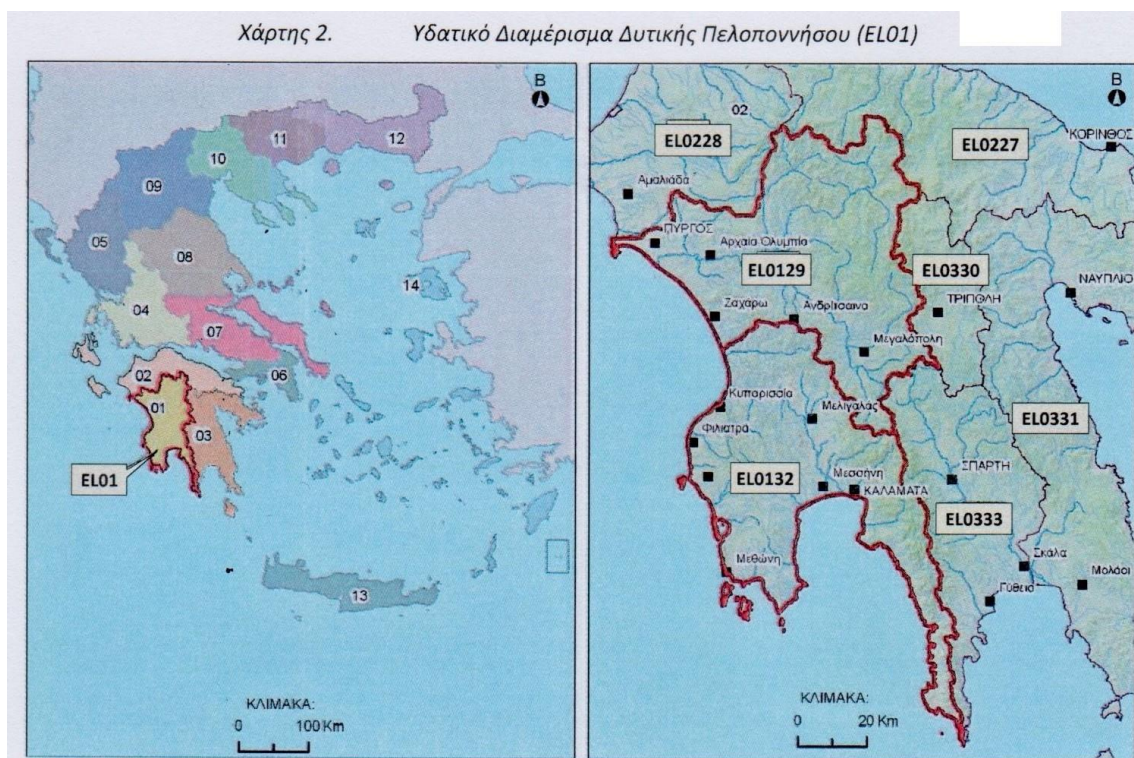 Χάρτης 2. Υδατικό Διαμέρισμα Δυτικής Πελοποννήσου (EL01)
B
11
12
10
09
05
08
14
04
07
06
02
01
03
EL01
13
ΚΛΙΜΑΚΑ:
0 100 Km
B
02
EL0228
EL0227
ΚΟΡΙΝΘΟΣ
Αμαλιάδα
ΠΥΡΓΟΣ
Αρχαία Ολυμπία
EL0129
EL0330
ΝΑΥΠΛΙΟ
Ζαχάρω
Ανδρίτσαινα
ΤΡΙΠΟΛΗ
Μεγαλόπολη
Κυπαρισσία
Μελιγαλάς
EL0331
Φιλιατρά
EL0132
Μεσσήνη
ΚΑΛΑΜΑΤΑ
ΣΠΑΡΤΗ
EL0333
Σκάλα
Μεθώνη
Μολάοι
Γύθειο
ΚΛΙΜΑΚΑ:
0 20 Km